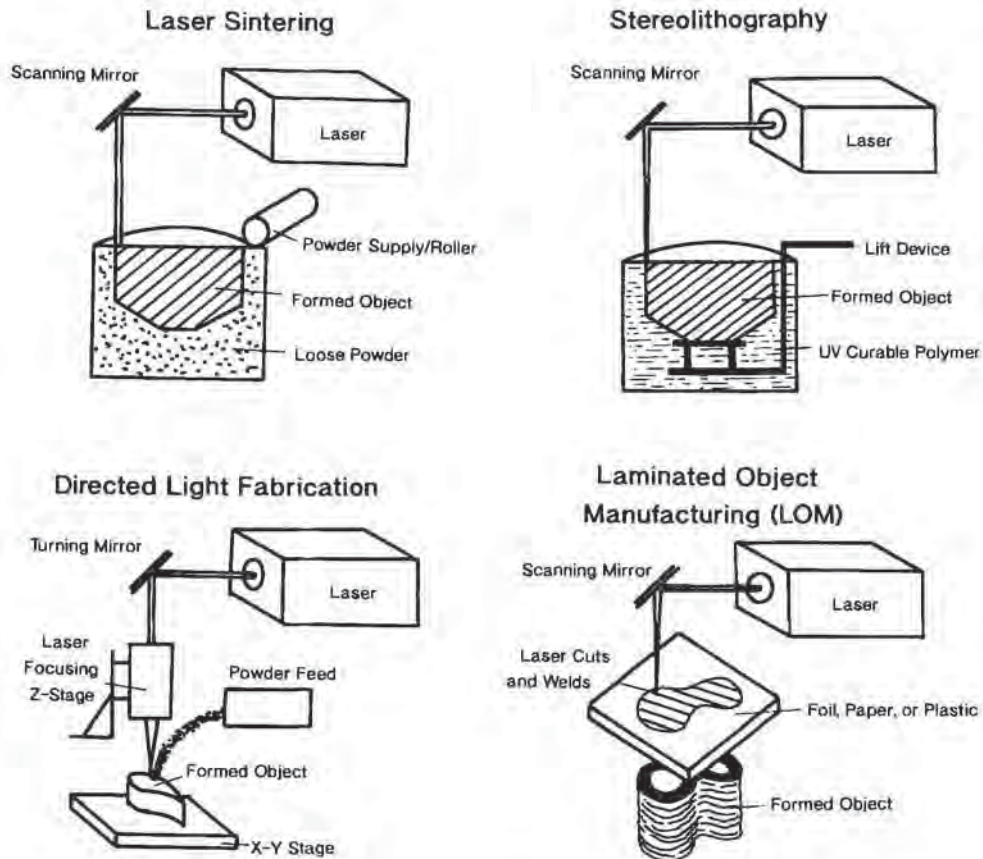 Laser Sintering
Scanning Mirror
Laser
Powder Supply/Roller
Formed Object
Loose Powder
Stereolithography
Scanning Mirror
Laser
Lift Device
Formed Object
UV Curable Polymer
Directed Light Fabrication
Turning Mirror
Laser
Laser
Focusing
Z-Stage
Powder Feed
Formed Object
X-Y Stage
Laminated Object
Manufacturing (LOM)
Scanning Mirror
Laser
Laser Cuts
and Welds
Foil, Paper, or Plastic
Formed Object